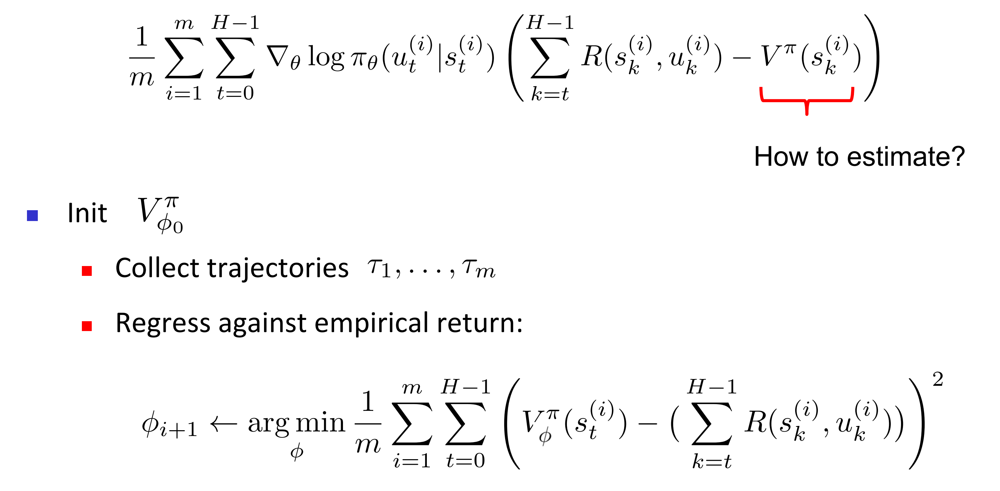 $\frac{1}{m} \sum_{i=1}^{m} \sum_{t=0}^{H-1} \nabla_\theta \log \pi_\theta(u_t^{(i)} | s_t^{(i)}) \left( \sum_{k=t}^{H-1} R(s_k^{(i)}, u_k^{(i)}) - V^\pi(s_k^{(i)}) \right)$
How to estimate?
Init $V_{\phi_0}^\pi$
Collect trajectories $\tau_1, \ldots, \tau_m$
Regress against empirical return:
$\phi_{i+1} \leftarrow \arg\min_\phi \frac{1}{m} \sum_{i=1}^{m} \sum_{t=0}^{H-1} \left( V_\phi^\pi(s_t^{(i)}) - ( \sum_{k=t}^{H-1} R(s_k^{(i)}, u_k^{(i)})) \right)^2$